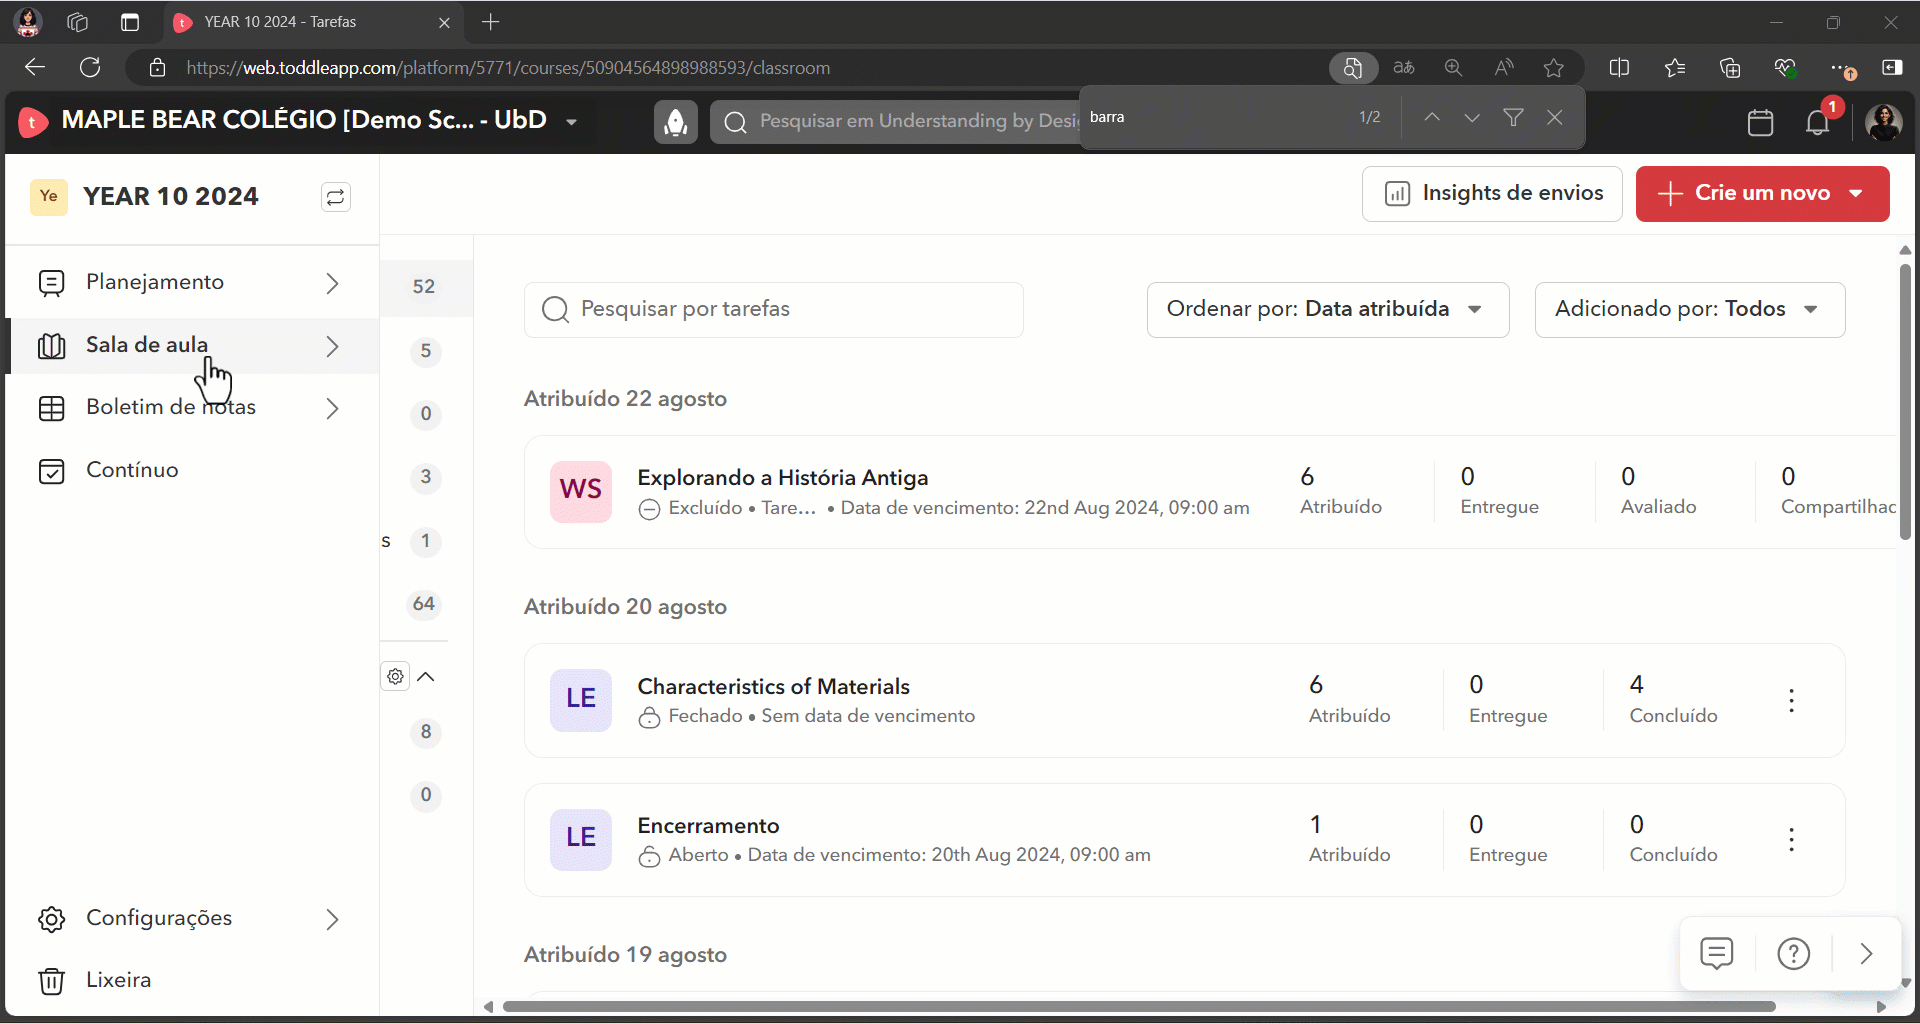 YEAR 10 2024 - Tarefas
https://web.toddleapp.com/platform/5771/courses/50904564898988593/classroom
t MAPLE BEAR COLÉGIO [Demo Sc... - UbD
Pesquisar em Understanding by Desi
barra
1/2
1
Ye YEAR 10 2024
Insights de envios
Crie um novo
Planejamento
Sala de aula
Boletim de notas
Contínuo
Configurações
Lixeira
52
5
0
3
s 1
64
8
0
Pesquisar por tarefas
Ordenar por: Data atribuída
Adicionado por: Todos
Atribuído 22 agosto
WS
Explorando a História Antiga
Excluído • Tare... • Data de vencimento: 22nd Aug 2024, 09:00 am
6
Atribuído
0
Entregue
0
Avaliado
0
Compartilhac
Atribuído 20 agosto
LE
Characteristics of Materials
Fechado • Sem data de vencimento
6
Atribuído
0
Entregue
4
Concluído
LE
Encerramento
Aberto • Data de vencimento: 20th Aug 2024, 09:00 am
1
Atribuído
0
Entregue
0
Concluído
Atribuído 19 agosto